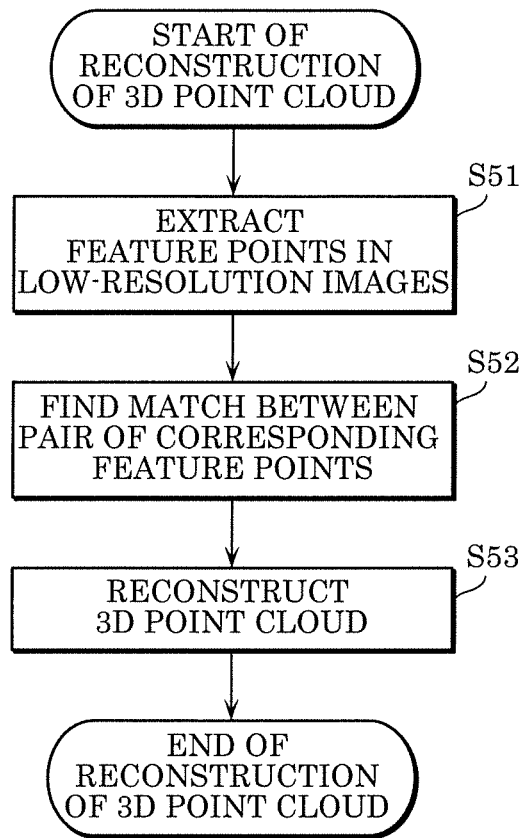 START OF
RECONSTRUCTION
OF 3D POINT CLOUD
S51
EXTRACT
FEATURE POINTS IN
LOW-RESOLUTION IMAGES
S52
FIND MATCH BETWEEN
PAIR OF CORRESPONDING
FEATURE POINTS
S53
RECONSTRUCT
3D POINT CLOUD
END OF
RECONSTRUCTION
OF 3D POINT CLOUD